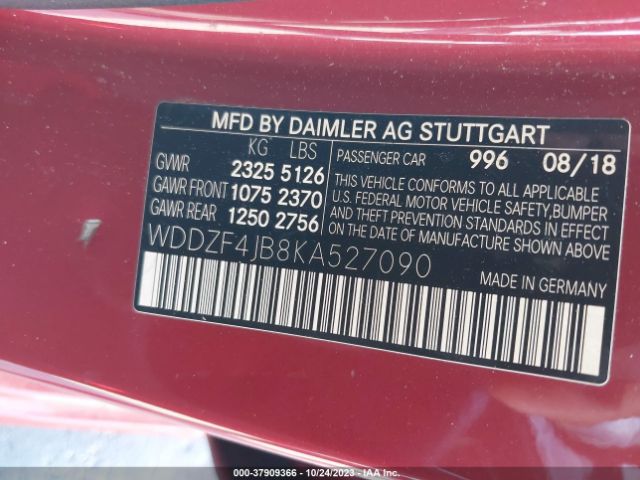 MFD BY DAIMLER AG STUTTGART
KG LBS
GVWR 2325 5126
GAWR FRONT 1075 2370
GAWR REAR 1250 2756
PASSENGER CAR 996 08/18
THIS VEHICLE CONFORMS TO ALL APPLICABLE
U.S. FEDERAL MOTOR VEHICLE SAFETY, BUMPER
AND THEFT PREVENTION STANDARDS IN EFFECT
ON THE DATE OF MANUFACTURE SHOWN ABOVE
WDDZF4JB8KA527090
MADE IN GERMANY
000-37909366 - 10/24/2023 - IAA Inc.